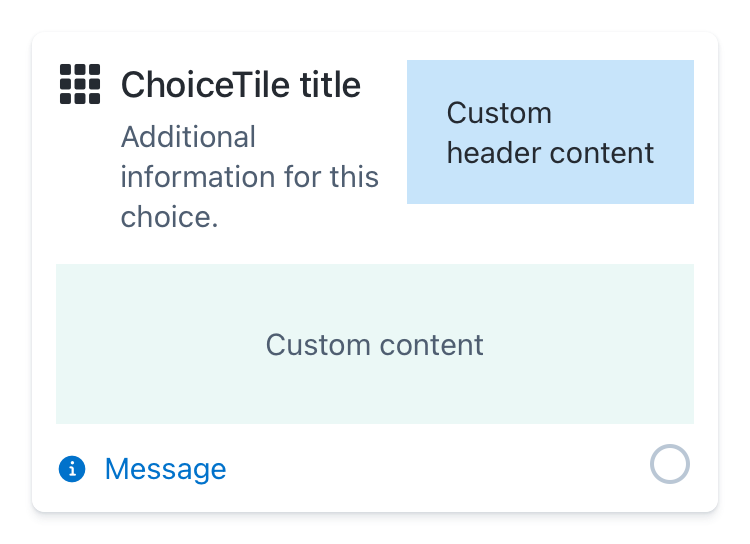 ChoiceTile title
Additional
information for this
choice.
Custom
header content
Custom content
Message